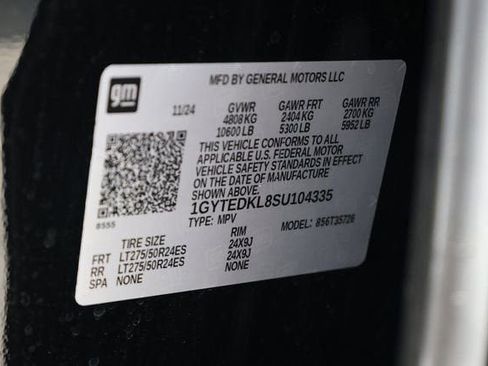 gm
MFD BY GENERAL MOTORS LLC
11/24 GVWR GAWR FRT GAWR RR
4808 KG 2404 KG 2700 KG
10600 LB 5300 LB 5952 LB
THIS VEHICLE CONFORMS TO ALL
APPLICABLE U.S. FEDERAL MOTOR
VEHICLE SAFETY STANDARDS IN EFFECT
ON THE DATE OF MANUFACTURE
SHOWN ABOVE.
8555
1GYTEDKL8SU104335
TYPE: MPV MODEL: 856T35726
TIRE SIZE RIM
FRT LT275/50R24ES 24X9J
RR LT275/50R24ES 24X9J
SPA NONE NONE